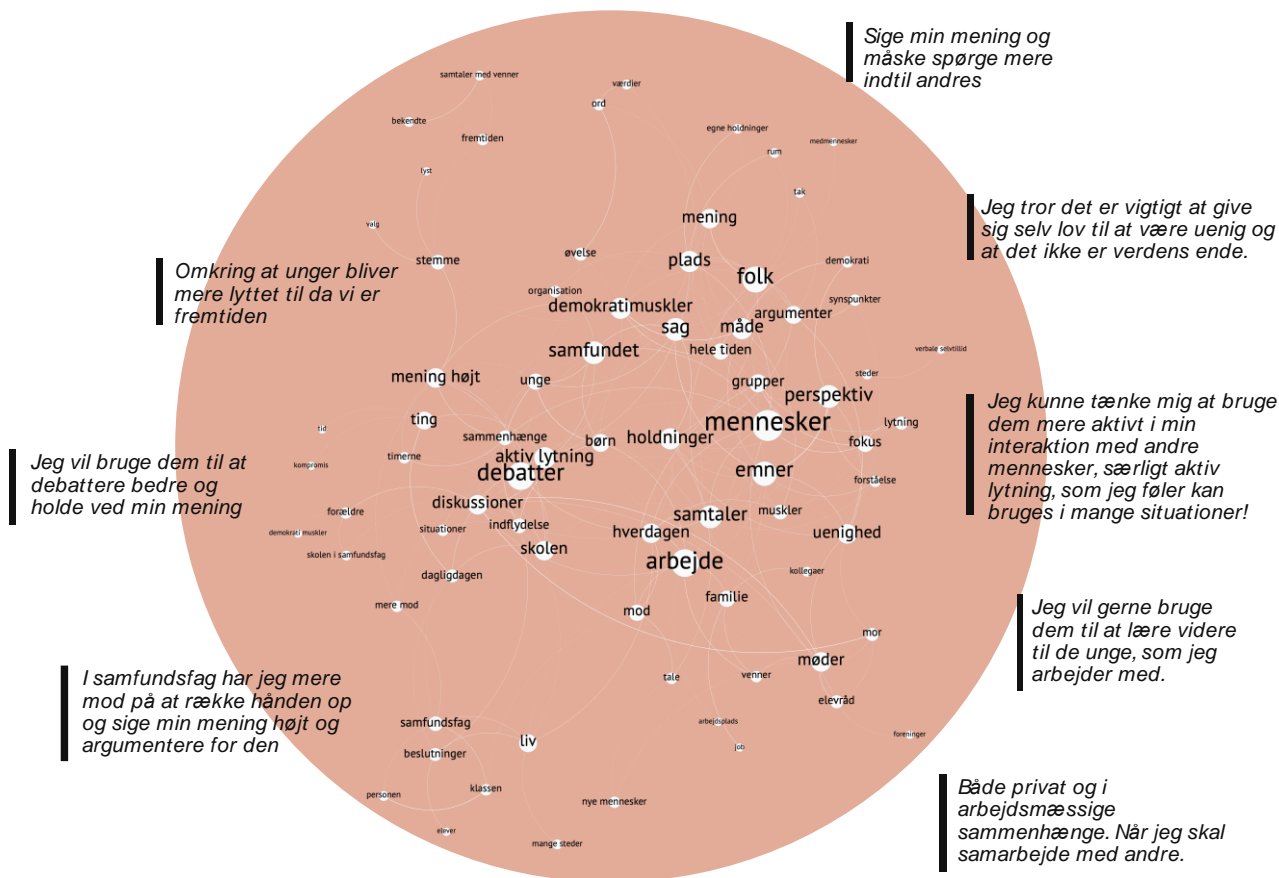 Sige min mening og
måske spørge mere
indtil andres
samtaler med venner
værdier
ord
bekendte
egne holdninger
fremtiden
medmennesker
rum
lyst
tak
Jeg tror det er vigtigt at give
sig selv lov til at være uenig og
at det ikke er verdens ende.
mening
valg
stemme
øvelse
plads
demokrati
folk
Omkring at unger bliver
mere lyttet til da vi er
fremtiden
organisation
demokratimuskler
synspunkter
argumenter
sag
måde
samfundet
hele tiden
verbale selvtillid
mening højt
unge
grupper
steder
perspektiv
ting
mennesker
lytning
tid
sammenhænge
børn
holdninger
fokus
Jeg kunne tænke mig at bruge
dem mere aktivt i min
interaktion med andre
mennesker, særligt aktiv
lytning, som jeg føler kan
bruges i mange situationer!
timerne
aktiv lytning
kompromis
debatter
emner
forståelse
Jeg vil bruge dem til at
debattere bedre og
holde ved min mening
diskussioner
forældre
samtaler
muskler
demokrati muskler
situationer
indflydelse
hverdagen
uenighed
skolen i samfundsfag
skolen
arbejde
dagligdagen
kollegaer
mere mod
mod
familie
Jeg vil gerne bruge
dem til at lære videre
til de unge, som jeg
arbejder med.
mor
møder
tale
venner
I samfundsfag har jeg mere
mod på at række hånden op
og sige min mening højt og
argumentere for den
elevråd
samfundsfag
arbejdsplads
foreninger
beslutninger
liv
job
personen
klassen
nye mennesker
elever
mange steder
Både privat og i
arbejdsmæssige
sammenhænge. Når jeg skal
samarbejde med andre.